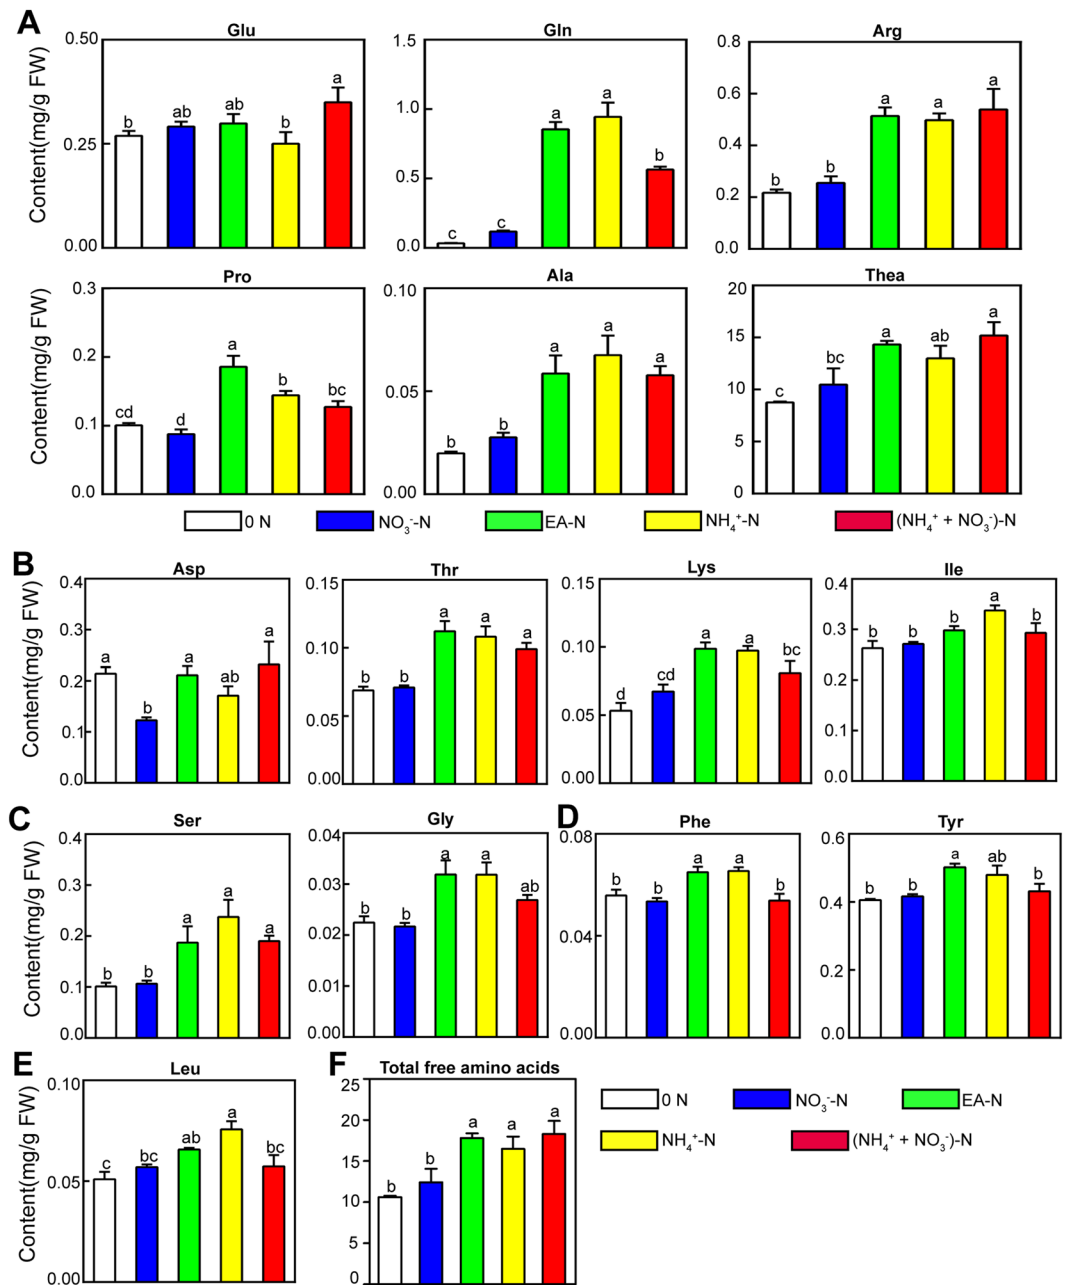 A
Glu
Gln
Arg
Content(mg/g FW)
0.50
0.25
0.00
b
ab
ab
b
a
1.5
1.0
0.5
0.0
c
c
a
a
b
0.8
0.6
0.4
0.2
0.0
b
b
a
a
a
Pro
Ala
Thea
Content(mg/g FW)
0.3
0.2
0.1
0.0
cd
d
a
b
bc
0.10
0.05
0.00
b
b
a
a
a
20
15
10
5
0
c
bc
a
ab
a
0 N
NO₃⁻-N
EA-N
NH₄⁺-N
(NH₄⁺ + NO₃⁻)-N
B
Asp
Thr
Lys
Ile
Content(mg/g FW)
0.4
0.3
0.2
0.1
0.0
a
b
a
ab
a
0.15
0.10
0.05
0.00
b
b
a
a
a
0.15
0.10
0.05
0.00
d
cd
a
a
bc
0.4
0.3
0.2
0.1
0.0
b
b
b
a
b
C
Ser
Gly
D
Phe
Tyr
Content(mg/g FW)
0.4
0.3
0.2
0.1
0.0
b
b
a
a
a
0.04
0.03
0.02
0.01
0.00
b
b
a
a
ab
0.08
0.04
0.00
b
b
a
a
b
0.6
0.4
0.2
0.0
b
b
a
ab
b
E
Leu
F
Total free amino acids
Content(mg/g FW)
0.10
0.05
0.00
c
bc
ab
a
bc
25
20
15
10
5
0
b
b
a
a
a
0 N
NO₃⁻-N
EA-N
NH₄⁺-N
(NH₄⁺ + NO₃⁻)-N